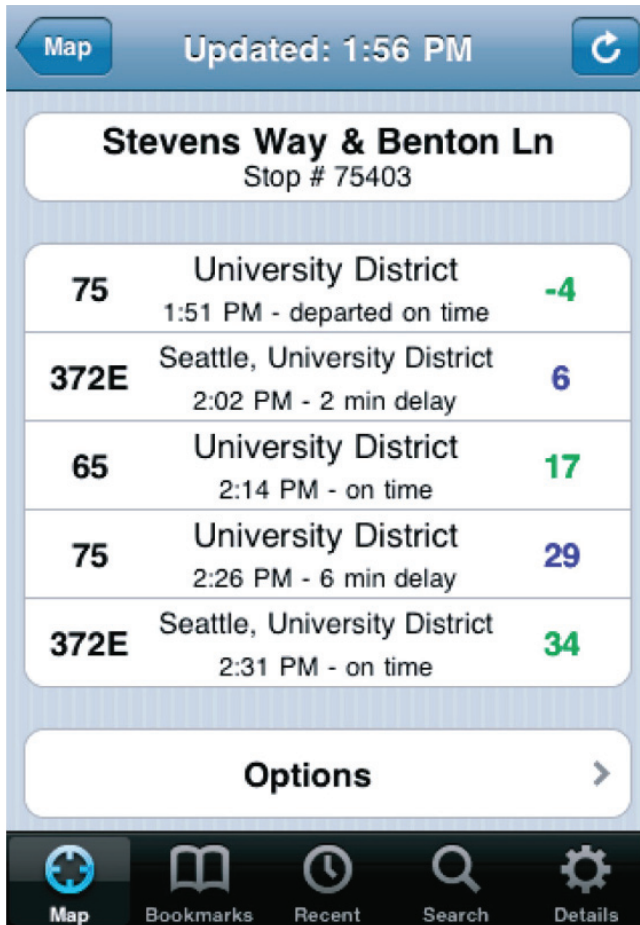 Map
Updated: 1:56 PM
Stevens Way & Benton Ln
Stop # 75403
75
University District
1:51 PM - departed on time
-4
372E
Seattle, University District
2:02 PM - 2 min delay
6
65
University District
2:14 PM - on time
17
75
University District
2:26 PM - 6 min delay
29
372E
Seattle, University District
2:31 PM - on time
34
Options
Map
Bookmarks
Recent
Search
Details